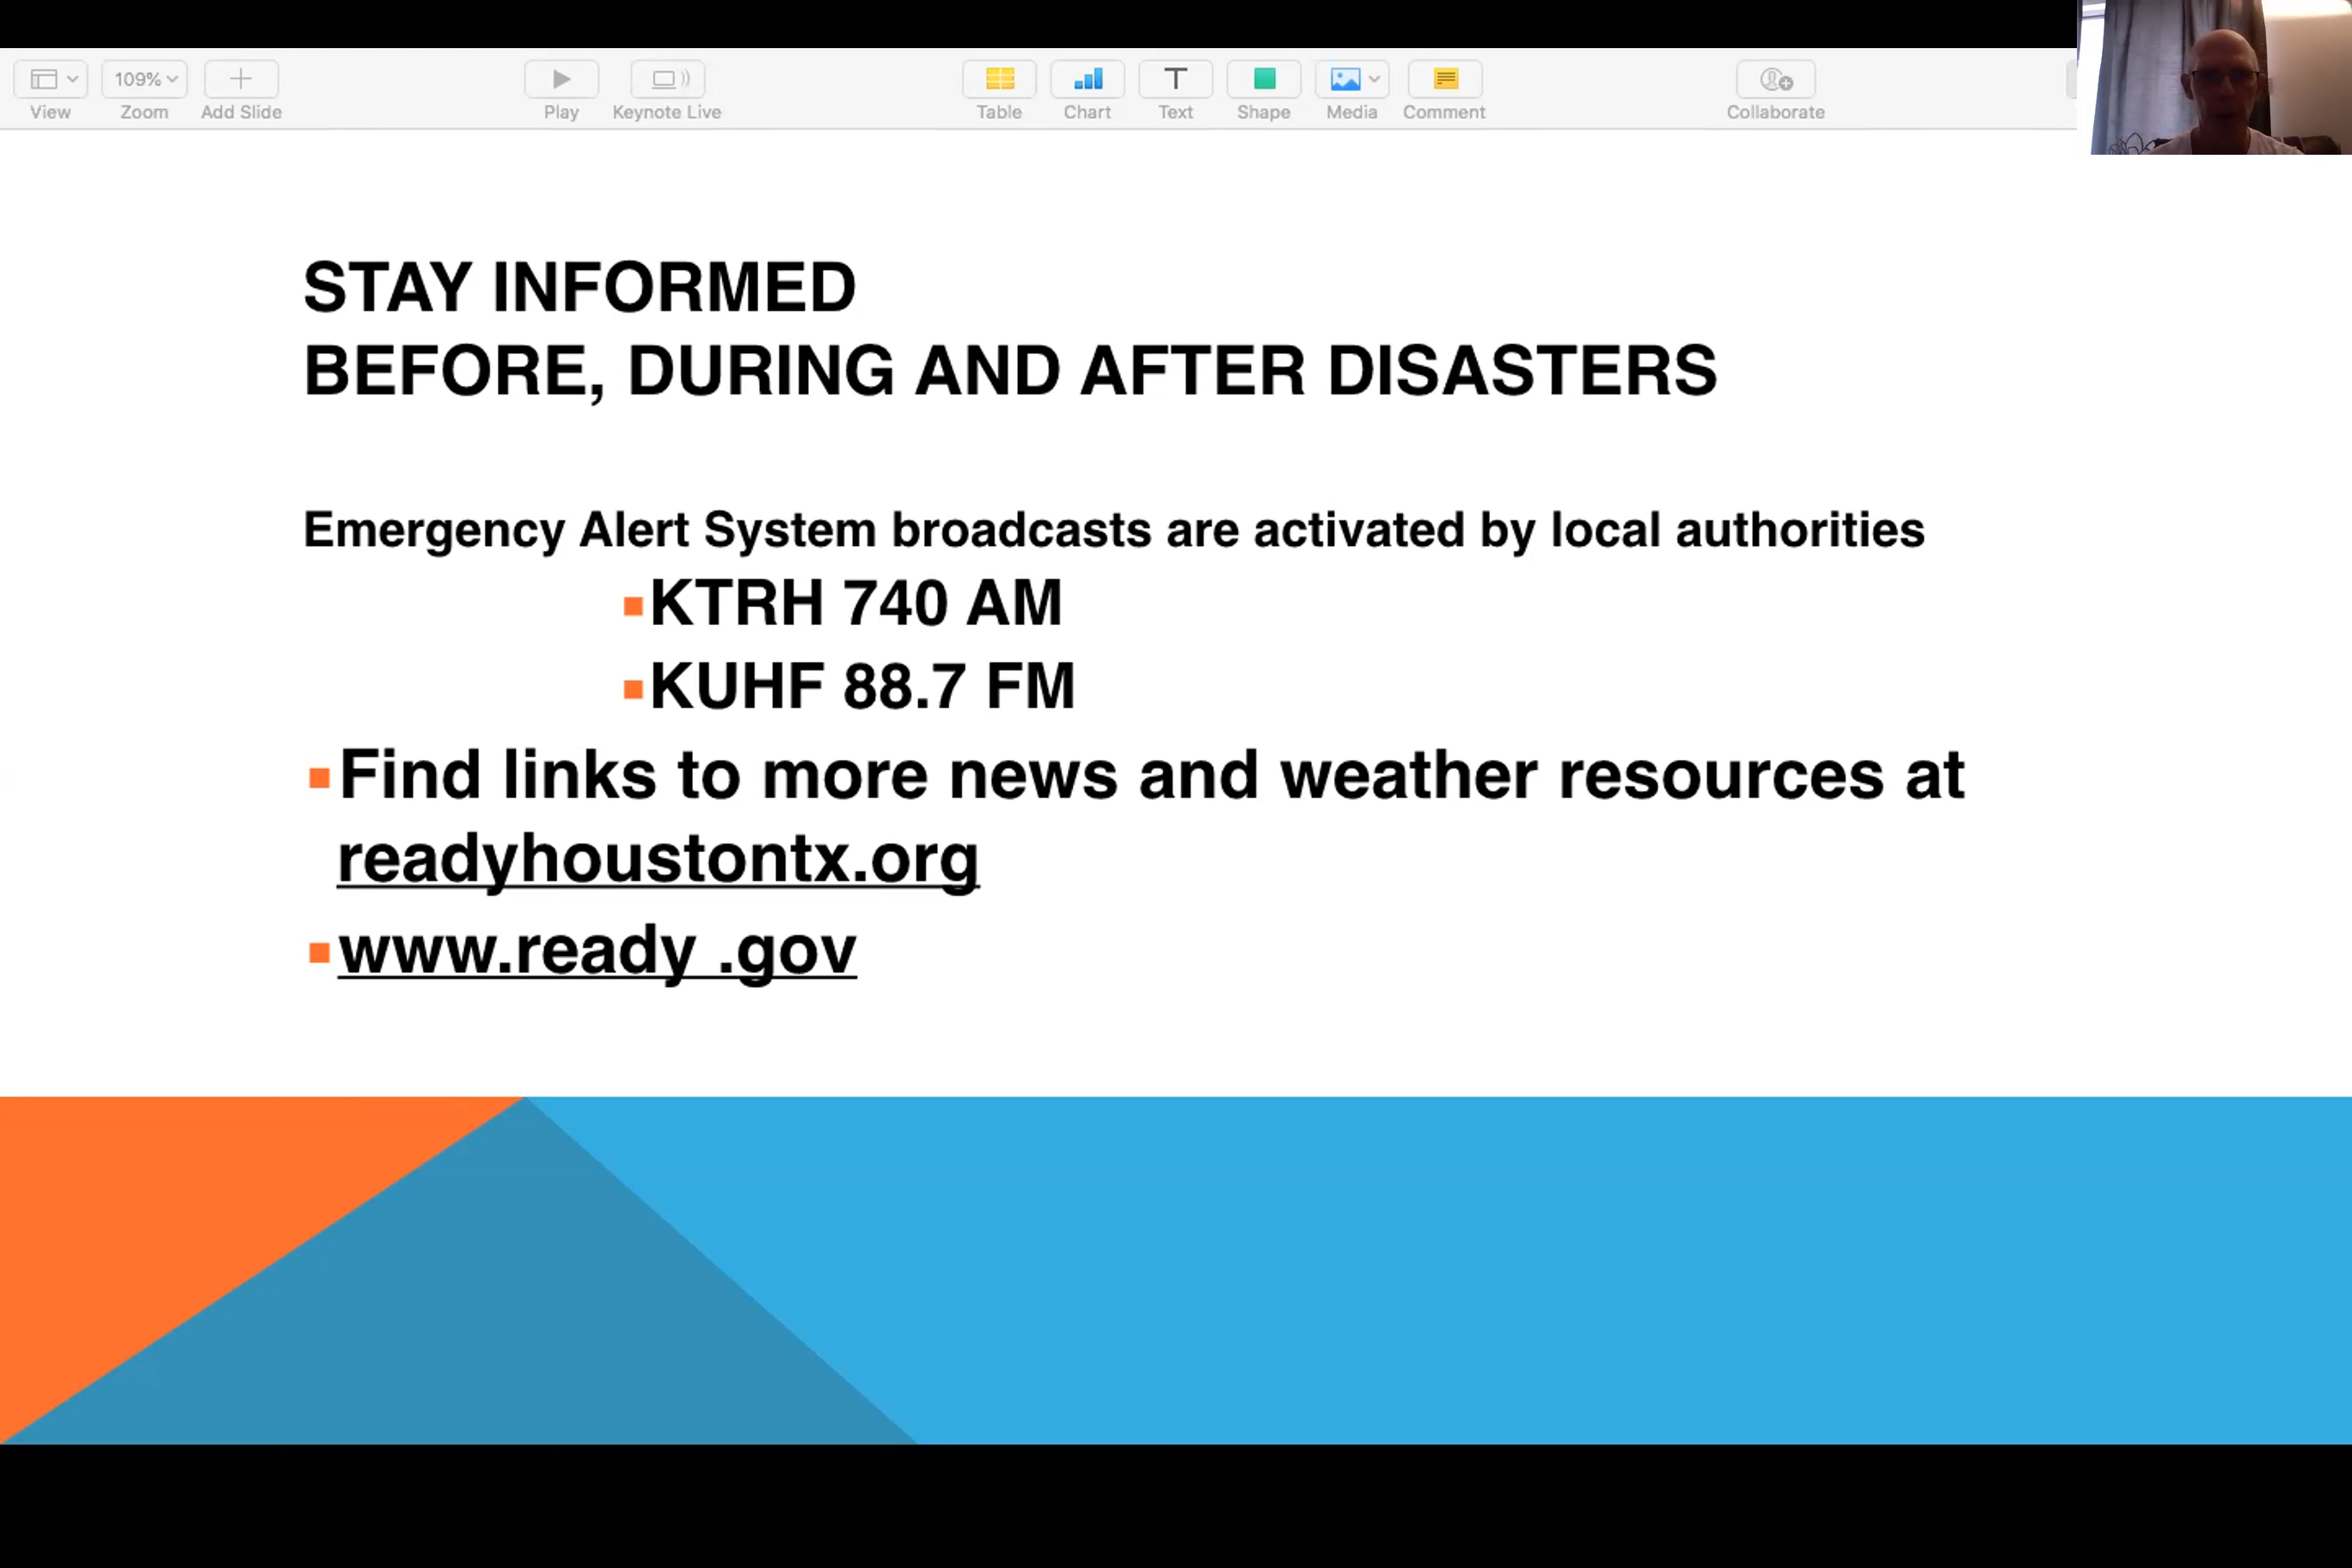 109%
View
Zoom
Add Slide
Play
Keynote Live
T
Table
Chart
Text
Shape
Media
Comment
Collaborate
STAY INFORMED
BEFORE, DURING AND AFTER DISASTERS
Emergency Alert System broadcasts are activated by local authorities
KTRH 740 AM
KUHF 88.7 FM
Find links to more news and weather resources at
readyhoustontx.org
www.ready .gov